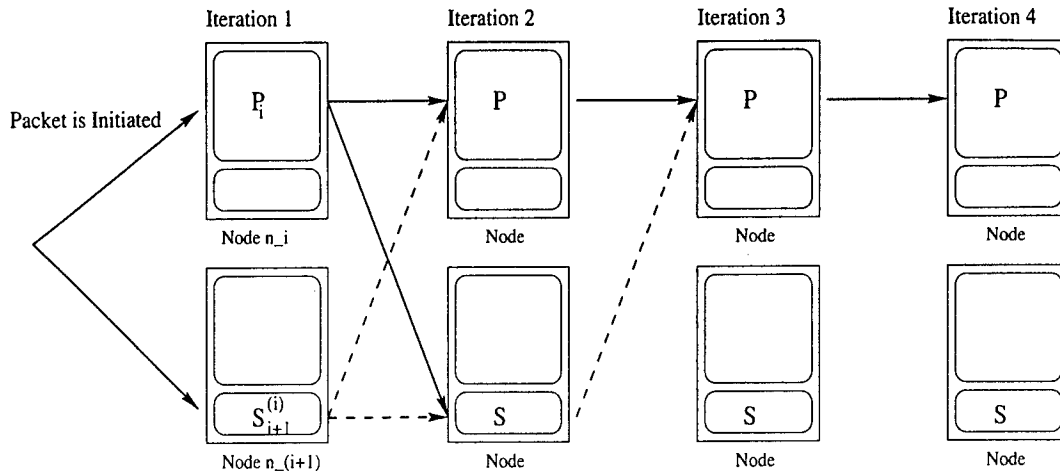 Iteration 1 Iteration 2 Iteration 3 Iteration 4
Packet is Initiated
P_i P P P
Node n_i Node Node Node
S_{i+1}^{(i)} S S S
Node n_(i+1) Node Node Node